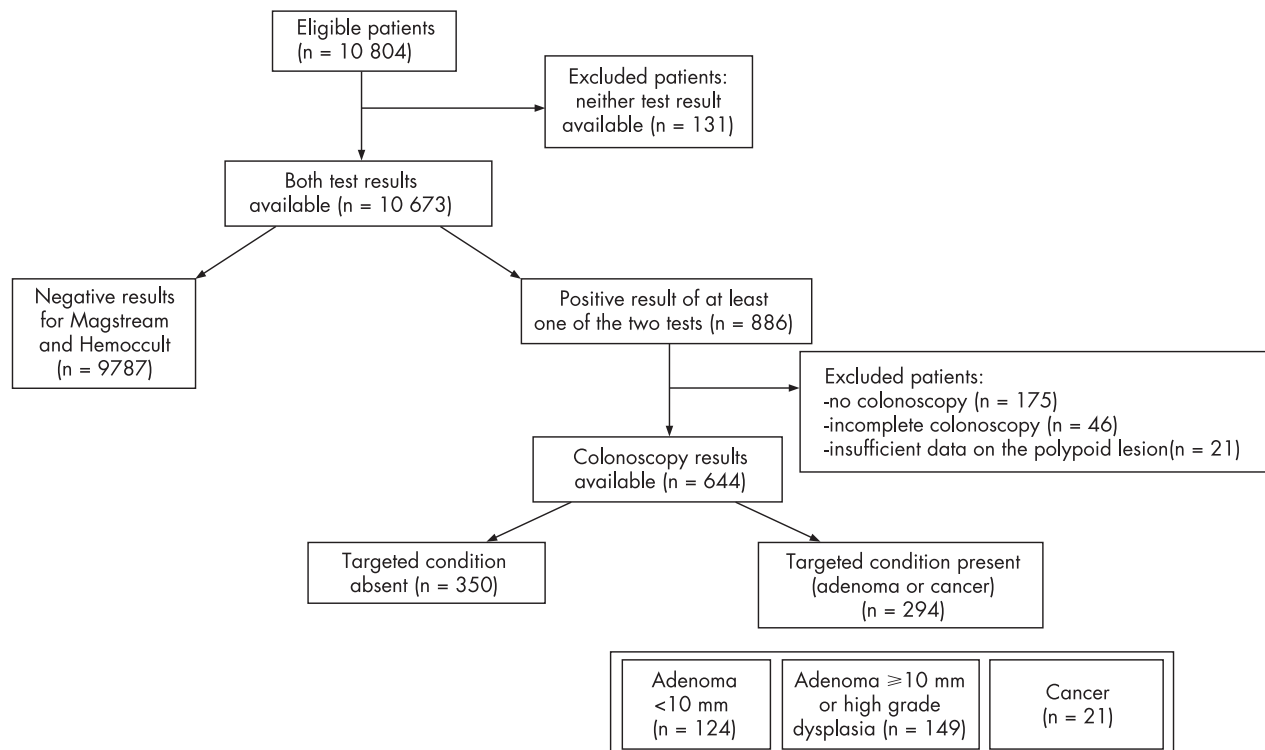 Eligible patients
(n = 10 804)
Excluded patients:
neither test result
available (n = 131)
Both test results
available (n = 10 673)
Negative results
for Magstream
and Hemoccult
(n = 9787)
Positive result of at least
one of the two tests (n = 886)
Excluded patients:
-no colonoscopy (n = 175)
-incomplete colonoscopy (n = 46)
-insufficient data on the polypoid lesion(n = 21)
Colonoscopy results
available (n = 644)
Targeted condition
absent (n = 350)
Targeted condition present
(adenoma or cancer)
(n = 294)
Adenoma
<10 mm
(n = 124)
Adenoma ⩾10 mm
or high grade
dysplasia (n = 149)
Cancer
(n = 21)